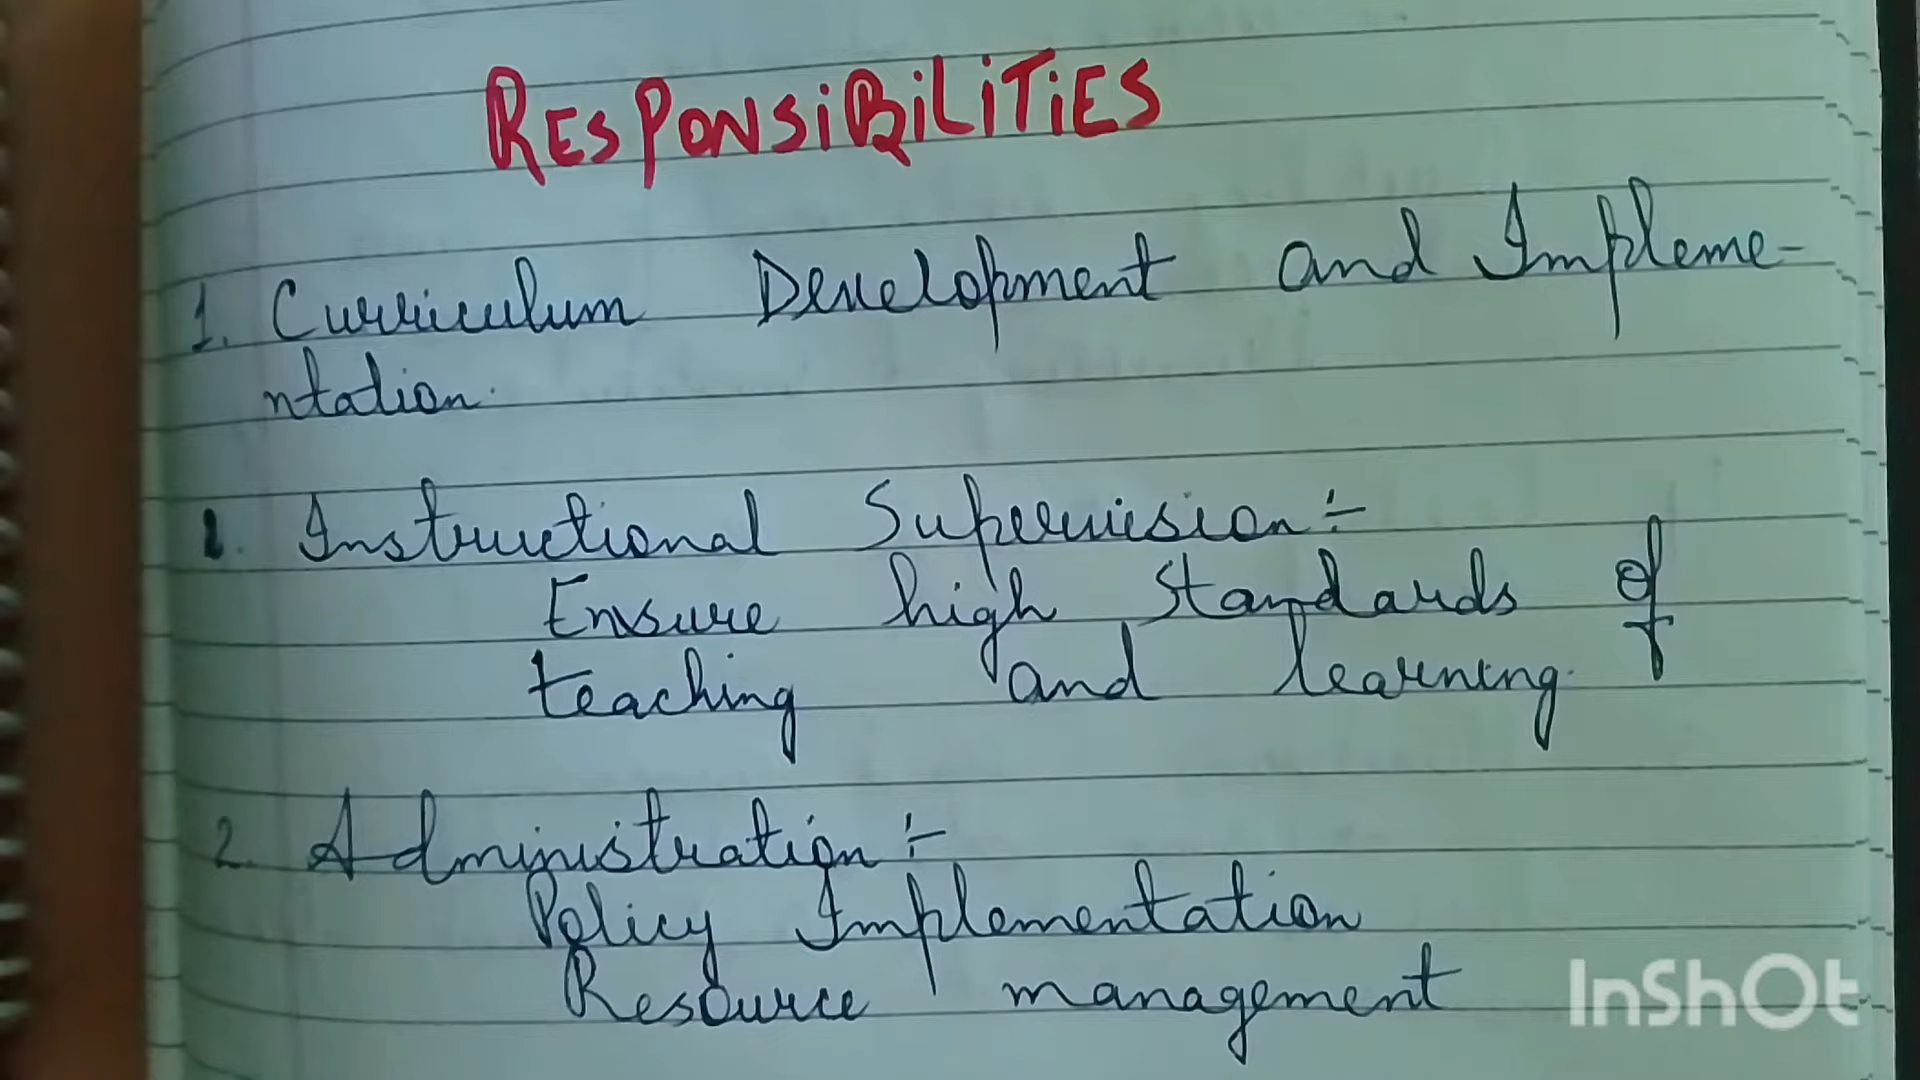 RESPONSIBILITIES
1. Curriculum Development and Impleme-
ntation.
1. Instructional Supervision :-
Ensure high standards of
teaching and learning.
2. Administration :-
Policy Implementation
Resource management
InShOt